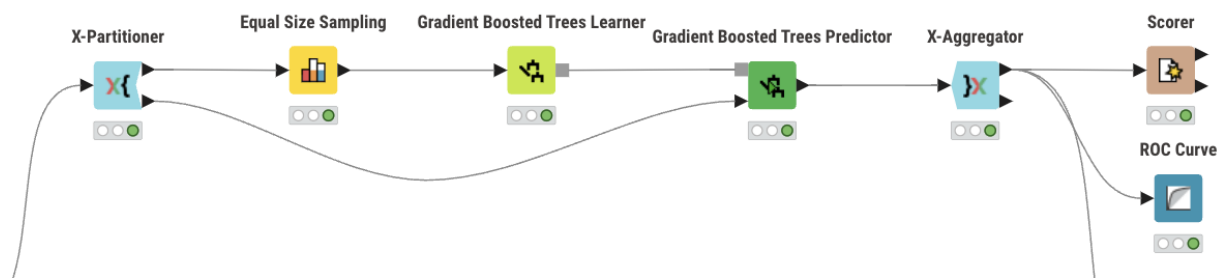 X-Partitioner
Equal Size Sampling
Gradient Boosted Trees Learner
Gradient Boosted Trees Predictor
X-Aggregator
Scorer
ROC Curve